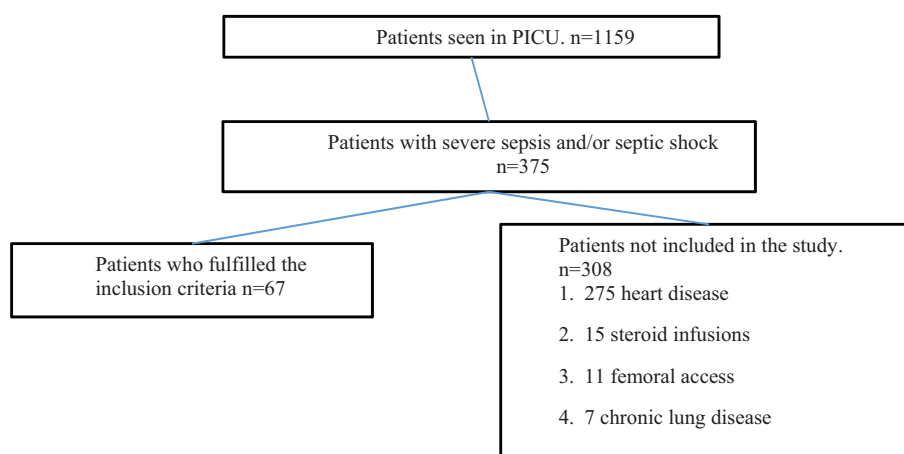 Patients seen in PICU. n=1159
Patients with severe sepsis and/or septic shock
n=375
Patients who fulfilled the
inclusion criteria n=67
Patients not included in the study.
n=308
1. 275 heart disease
2. 15 steroid infusions
3. 11 femoral access
4. 7 chronic lung disease